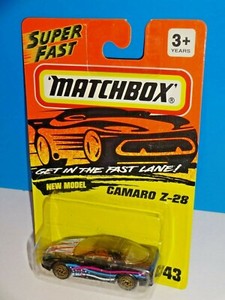 SUPER
FAST
3+
YEARS
"MATCHBOX"®
GET IN THE FAST LANE!
NEW MODEL
CAMARO Z-28
#43